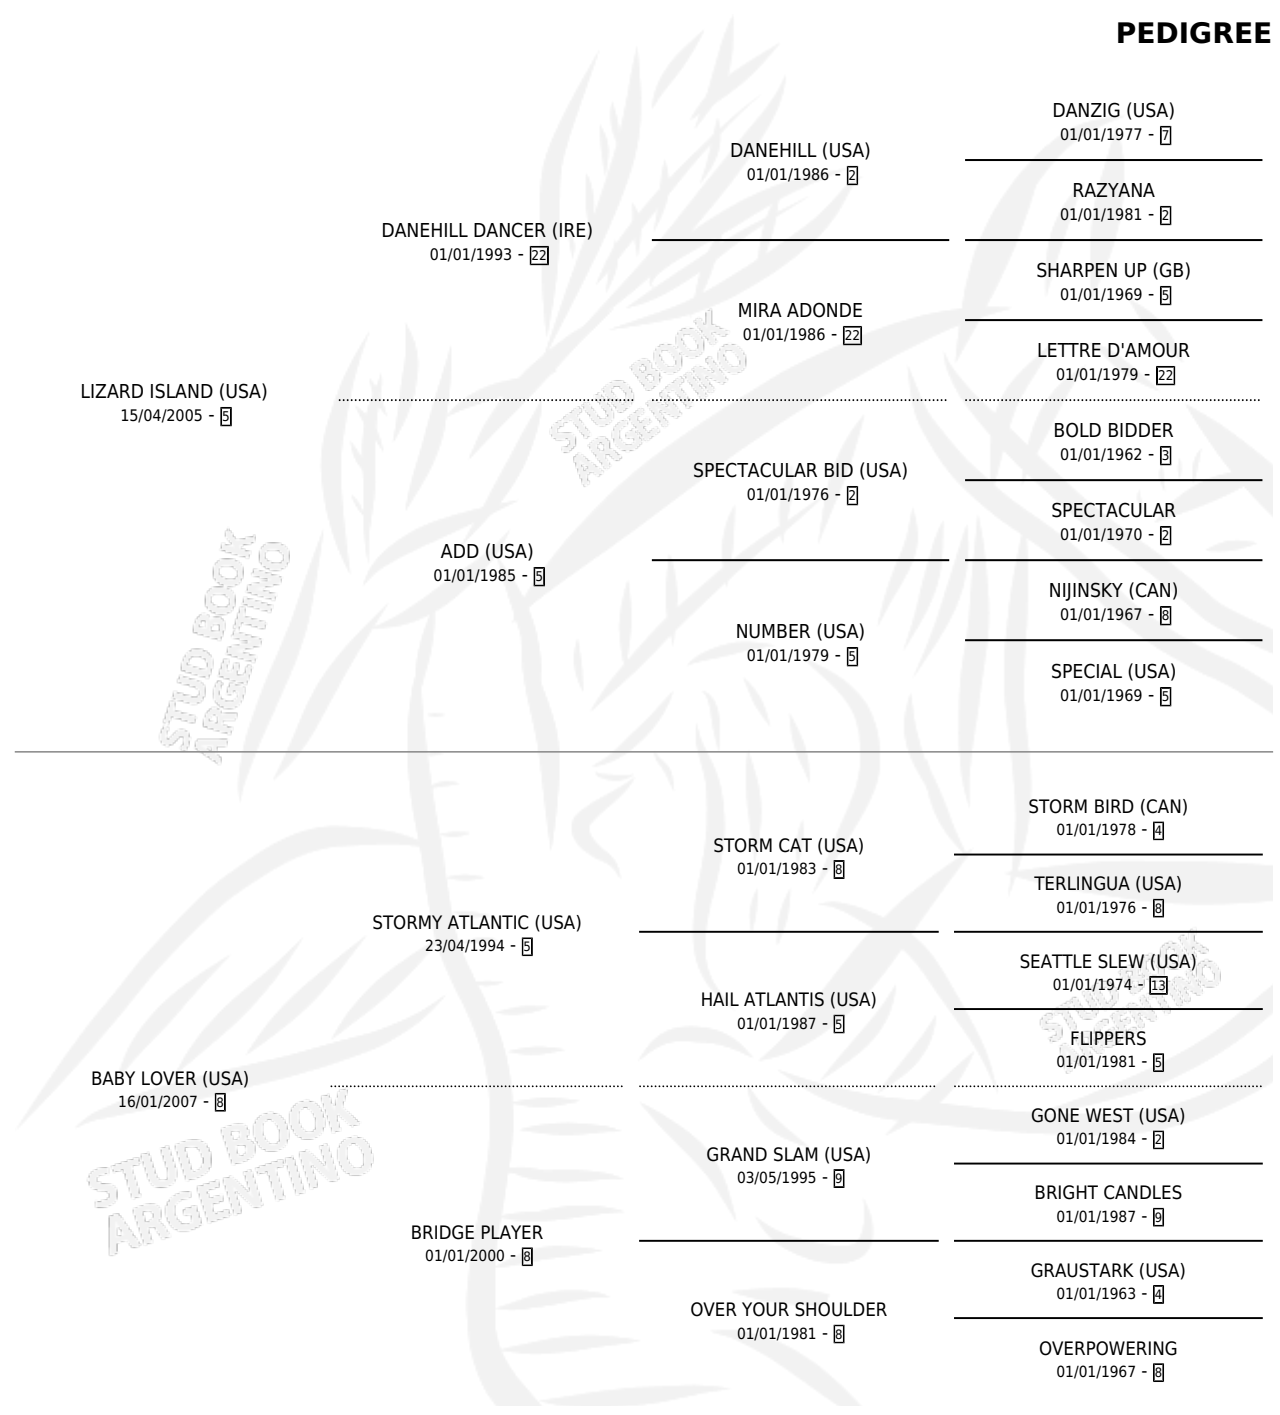 PEDIGREE
DANZIG (USA)
01/01/1977 - 7
DANEHILL (USA)
01/01/1986 - 2
RAZYANA
01/01/1981 - 2
DANEHILL DANCER (IRE)
01/01/1993 - 22
SHARPEN UP (GB)
01/01/1969 - 5
MIRA ADONDE
01/01/1986 - 22
LETTRE D'AMOUR
01/01/1979 - 22
LIZARD ISLAND (USA)
15/04/2005 - 5
STUD BOOK
ARGENTINO
BOLD BIDDER
01/01/1962 - 3
SPECTACULAR BID (USA)
01/01/1976 - 2
SPECTACULAR
01/01/1970 - 2
ADD (USA)
01/01/1985 - 5
NIJINSKY (CAN)
01/01/1967 - 8
NUMBER (USA)
01/01/1979 - 5
SPECIAL (USA)
01/01/1969 - 5
STUD BOOK
ARGENTINO
STORM BIRD (CAN)
01/01/1978 - 4
STORM CAT (USA)
01/01/1983 - 8
TERLINGUA (USA)
01/01/1976 - 8
STORMY ATLANTIC (USA)
23/04/1994 - 5
SEATTLE SLEW (USA)
01/01/1974 - 13
HAIL ATLANTIS (USA)
01/01/1987 - 5
STUD BOOK
ARGENTINO
FLIPPERS
01/01/1981 - 5
BABY LOVER (USA)
16/01/2007 - 8
STUD BOOK
ARGENTINO
GONE WEST (USA)
01/01/1984 - 2
GRAND SLAM (USA)
03/05/1995 - 9
BRIGHT CANDLES
01/01/1987 - 9
BRIDGE PLAYER
01/01/2000 - 8
GRAUSTARK (USA)
01/01/1963 - 4
OVER YOUR SHOULDER
01/01/1981 - 8
OVERPOWERING
01/01/1967 - 8